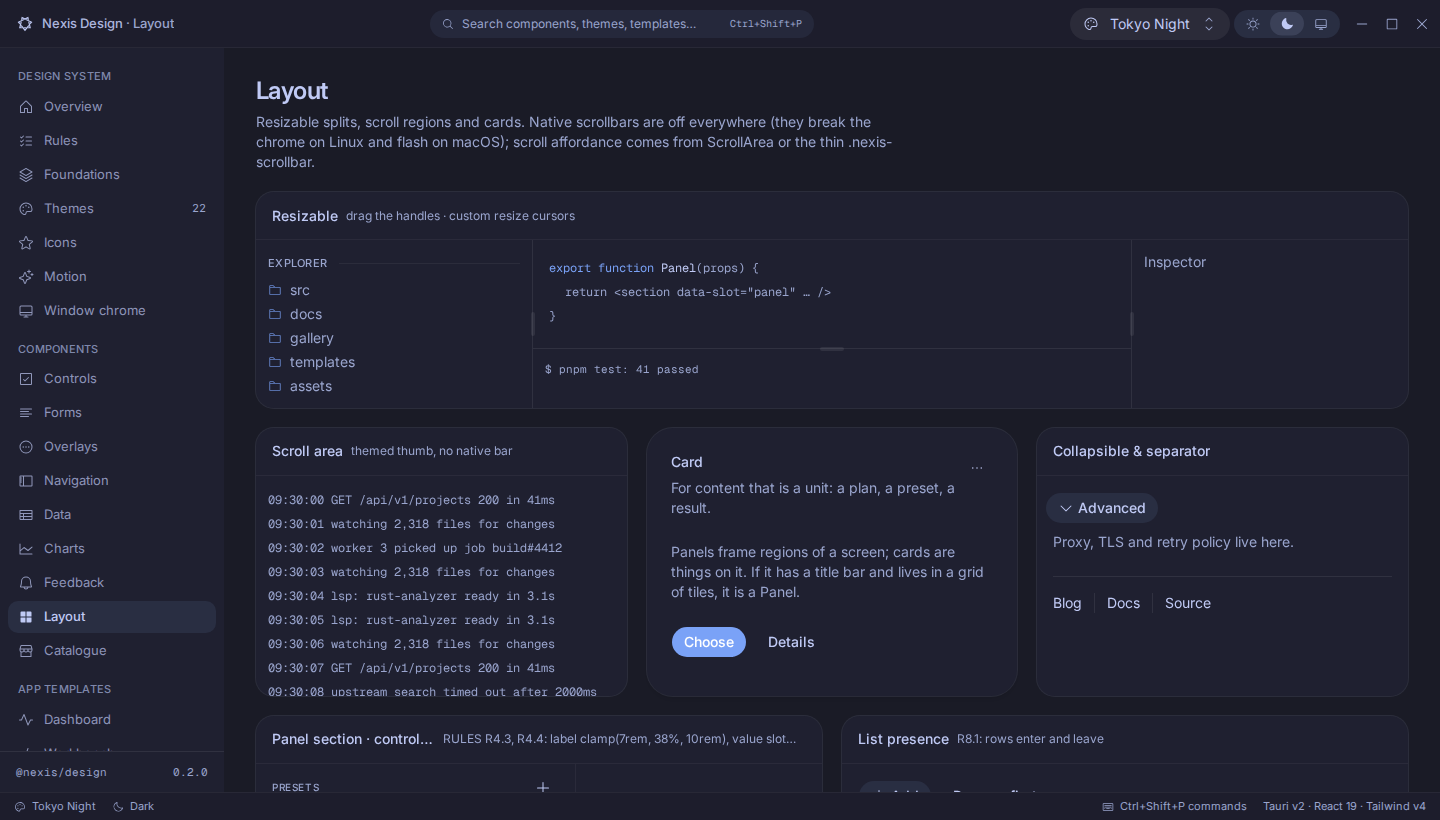 Nexis Design · Layout
Search components, themes, templates...
Ctrl+Shift+P
Tokyo Night
DESIGN SYSTEM
Overview
Rules
Foundations
Themes 22
Icons
Motion
Window chrome
COMPONENTS
Controls
Forms
Overlays
Navigation
Data
Charts
Feedback
Layout
Catalogue
APP TEMPLATES
Dashboard
@nexis/design 0.2.0
Layout
Resizable splits, scroll regions and cards. Native scrollbars are off everywhere (they break the
chrome on Linux and flash on macOS); scroll affordance comes from ScrollArea or the thin .nexis-
scrollbar.
Resizable drag the handles · custom resize cursors
EXPLORER
src
docs
gallery
templates
assets
export function Panel(props) {
return <section data-slot="panel" … />
}
$ pnpm test: 41 passed
Inspector
Scroll area themed thumb, no native bar
09:30:00 GET /api/v1/projects 200 in 41ms
09:30:01 watching 2,318 files for changes
09:30:02 worker 3 picked up job build#4412
09:30:03 watching 2,318 files for changes
09:30:04 lsp: rust-analyzer ready in 3.1s
09:30:05 lsp: rust-analyzer ready in 3.1s
09:30:06 watching 2,318 files for changes
09:30:07 GET /api/v1/projects 200 in 41ms
09:30:08 upstream search timed out after 2000ms
Card
…
For content that is a unit: a plan, a preset, a
result.
Panels frame regions of a screen; cards are
things on it. If it has a title bar and lives in a grid
of tiles, it is a Panel.
Choose Details
Collapsible & separator
Advanced
Proxy, TLS and retry policy live here.
Blog Docs Source
Panel section · control… RULES R4.3, R4.4: label clamp(7rem, 38%, 10rem), value slot…
PRESETS
List presence R8.1: rows enter and leave
Tokyo Night Dark
Ctrl+Shift+P commands Tauri v2 · React 19 · Tailwind v4